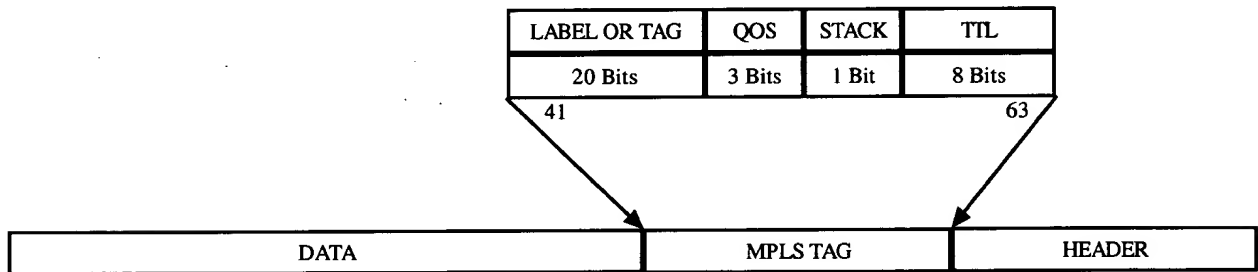 LABEL OR TAG QOS STACK TTL
20 Bits 3 Bits 1 Bit 8 Bits
41 63
DATA MPLS TAG HEADER